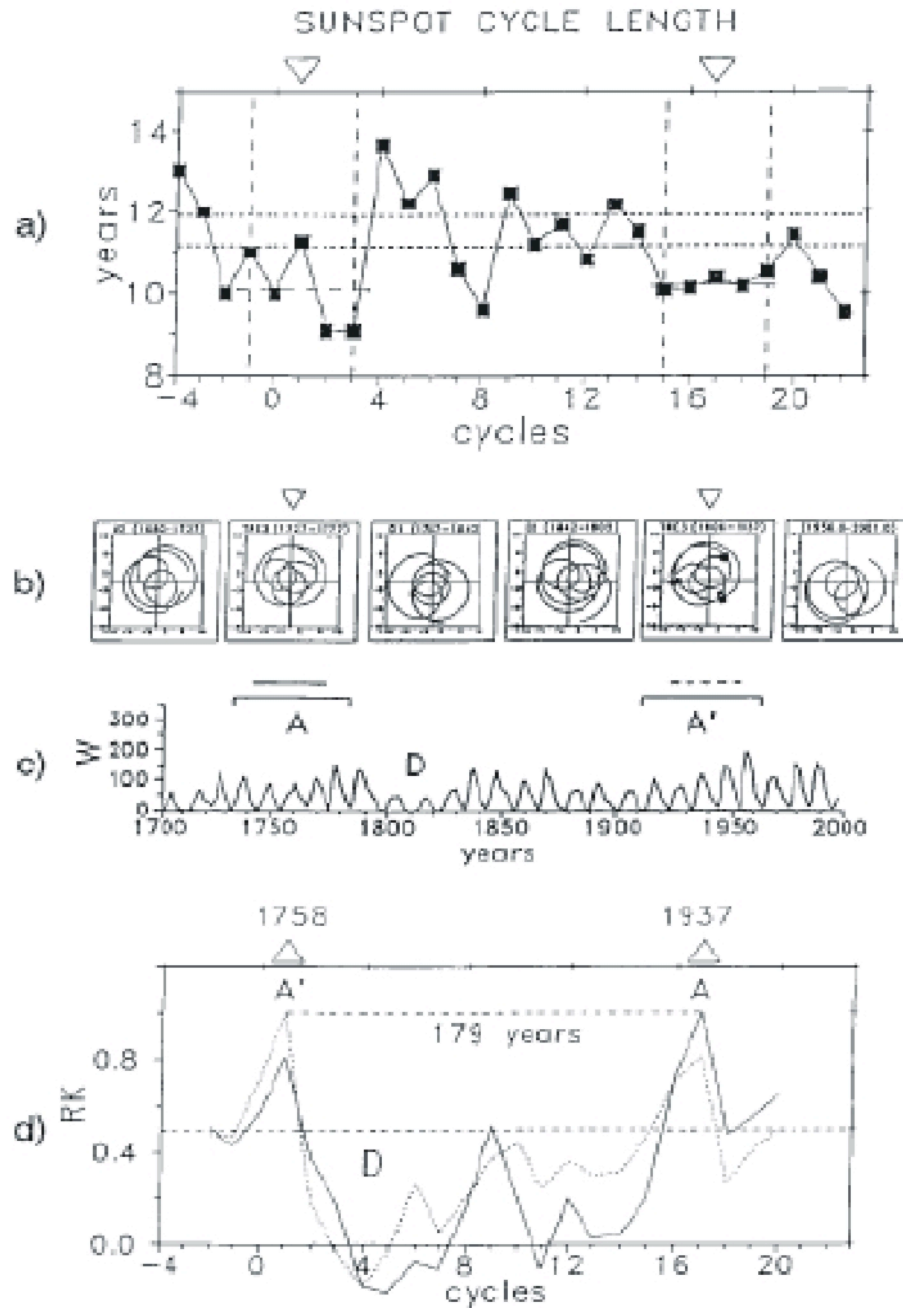 SUNSPOT CYCLE LENGTH
a)
years
14
12
10
8
-4 0 4 8 12 16 20
cycles
b)
c)
A A'
W
300
200
100
0
D
1700 1750 1800 1850 1900 1950 2000
years
1758 1937
d)
A' A
179 years
RK
0.8
0.4
0.0
D
-4 0 4 8 12 16 20
cycles